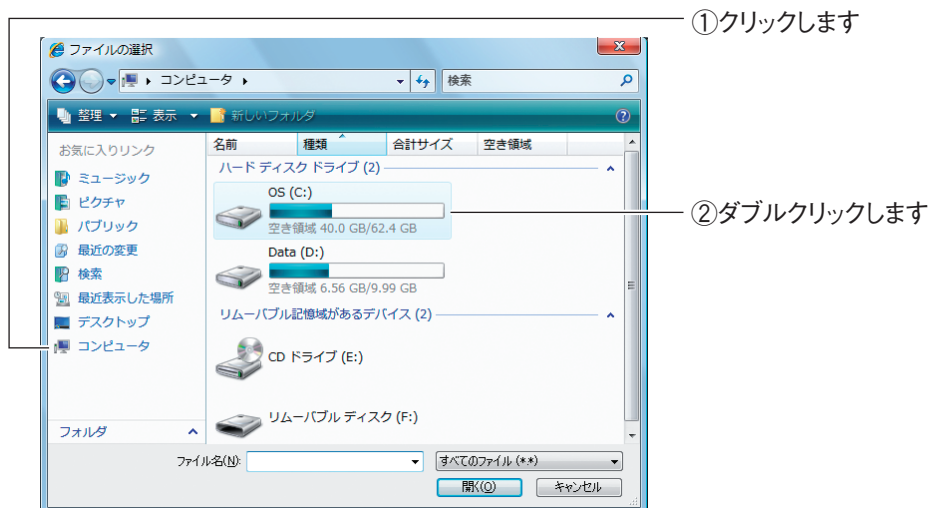 ①クリックします
ファイルの選択
コンピュータ
検索
整理 表示 新しいフォルダ
お気に入りリンク
ミュージック
ピクチャ
パブリック
最近の変更
検索
最近表示した場所
デスクトップ
コンピュータ
フォルダ
名前 種類 合計サイズ 空き領域
ハード ディスク ドライブ (2)
OS (C:)
空き領域 40.0 GB/62.4 GB
②ダブルクリックします
Data (D:)
空き領域 6.56 GB/9.99 GB
リムーバブル記憶域があるデバイス (2)
CD ドライブ (E:)
リムーバブル ディスク (F:)
ファイル名(N):
すべてのファイル (*.*)
開く(O) キャンセル